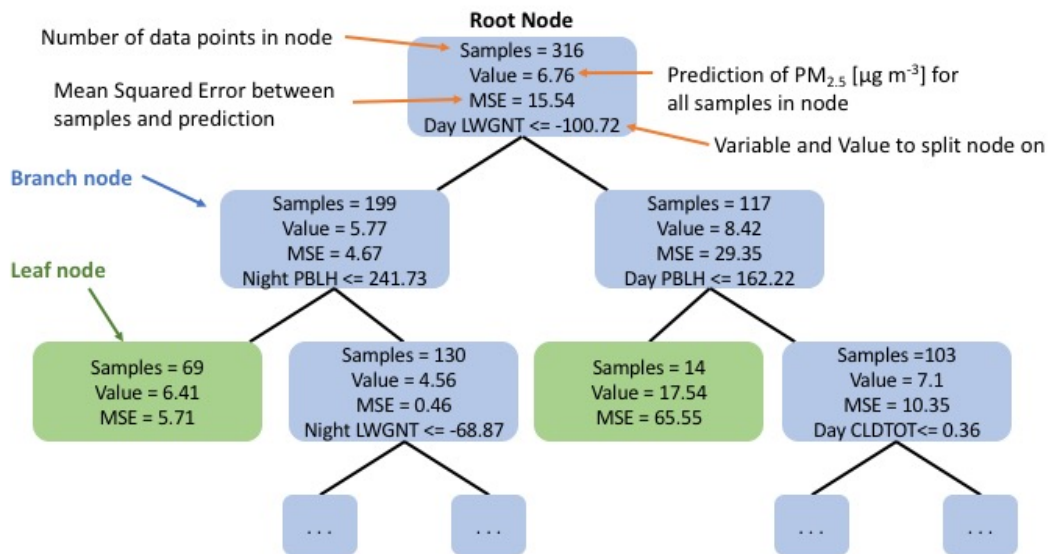 Root Node
Number of data points in node
Samples = 316
Value = 6.76
MSE = 15.54
Day LWGNT <= -100.72
Mean Squared Error between
samples and prediction
Prediction of PM2.5 [µg m-3] for
all samples in node
Variable and Value to split node on
Branch node
Samples = 199
Value = 5.77
MSE = 4.67
Night PBLH <= 241.73
Samples = 117
Value = 8.42
MSE = 29.35
Day PBLH <= 162.22
Leaf node
Samples = 69
Value = 6.41
MSE = 5.71
Samples = 130
Value = 4.56
MSE = 0.46
Night LWGNT <= -68.87
Samples = 14
Value = 17.54
MSE = 65.55
Samples =103
Value = 7.1
MSE = 10.35
Day CLDTOT<= 0.36
. . .
. . .
. . .
. . .